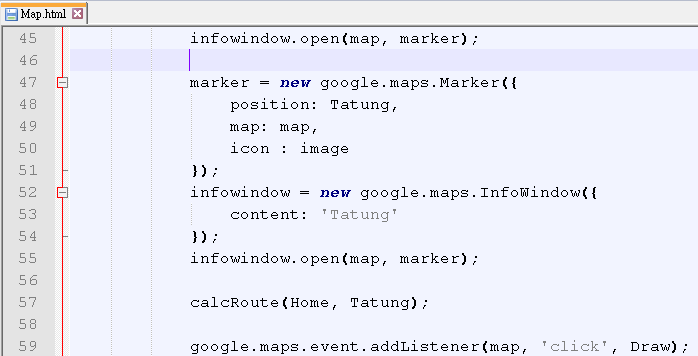 Map.html
45 infowindow.open(map, marker);
46
47 marker = new google.maps.Marker({
48 position: Tatung,
49 map: map,
50 icon : image
51 });
52 infowindow = new google.maps.InfoWindow({
53 content: 'Tatung'
54 });
55 infowindow.open(map, marker);
56
57 calcRoute(Home, Tatung);
58
59 google.maps.event.addListener(map, 'click', Draw);